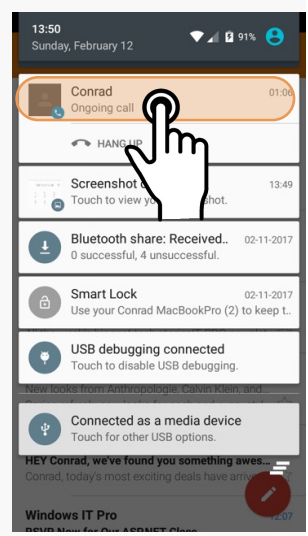 13:50
91%
Sunday, February 12
Conrad 01:06
Ongoing call
HANG UP
Screenshot 13:49
Touch to view
Bluetooth share: Received.. 02-11-2017
0 successful, 4 unsuccessful.
Smart Lock 02-11-2017
Use your Conrad MacBookPro (2) to keep t..
USB debugging connected
Touch to disable USB debugging.
New looks from Anthropologie, Calvin Klein, and...
Connected as a media device
Touch for other USB options.
HEY Conrad, we've found you something awes...
Conrad, today's most exciting deals have
Windows IT Pro 12:07
RSVP Now for Our ASP.NET Class